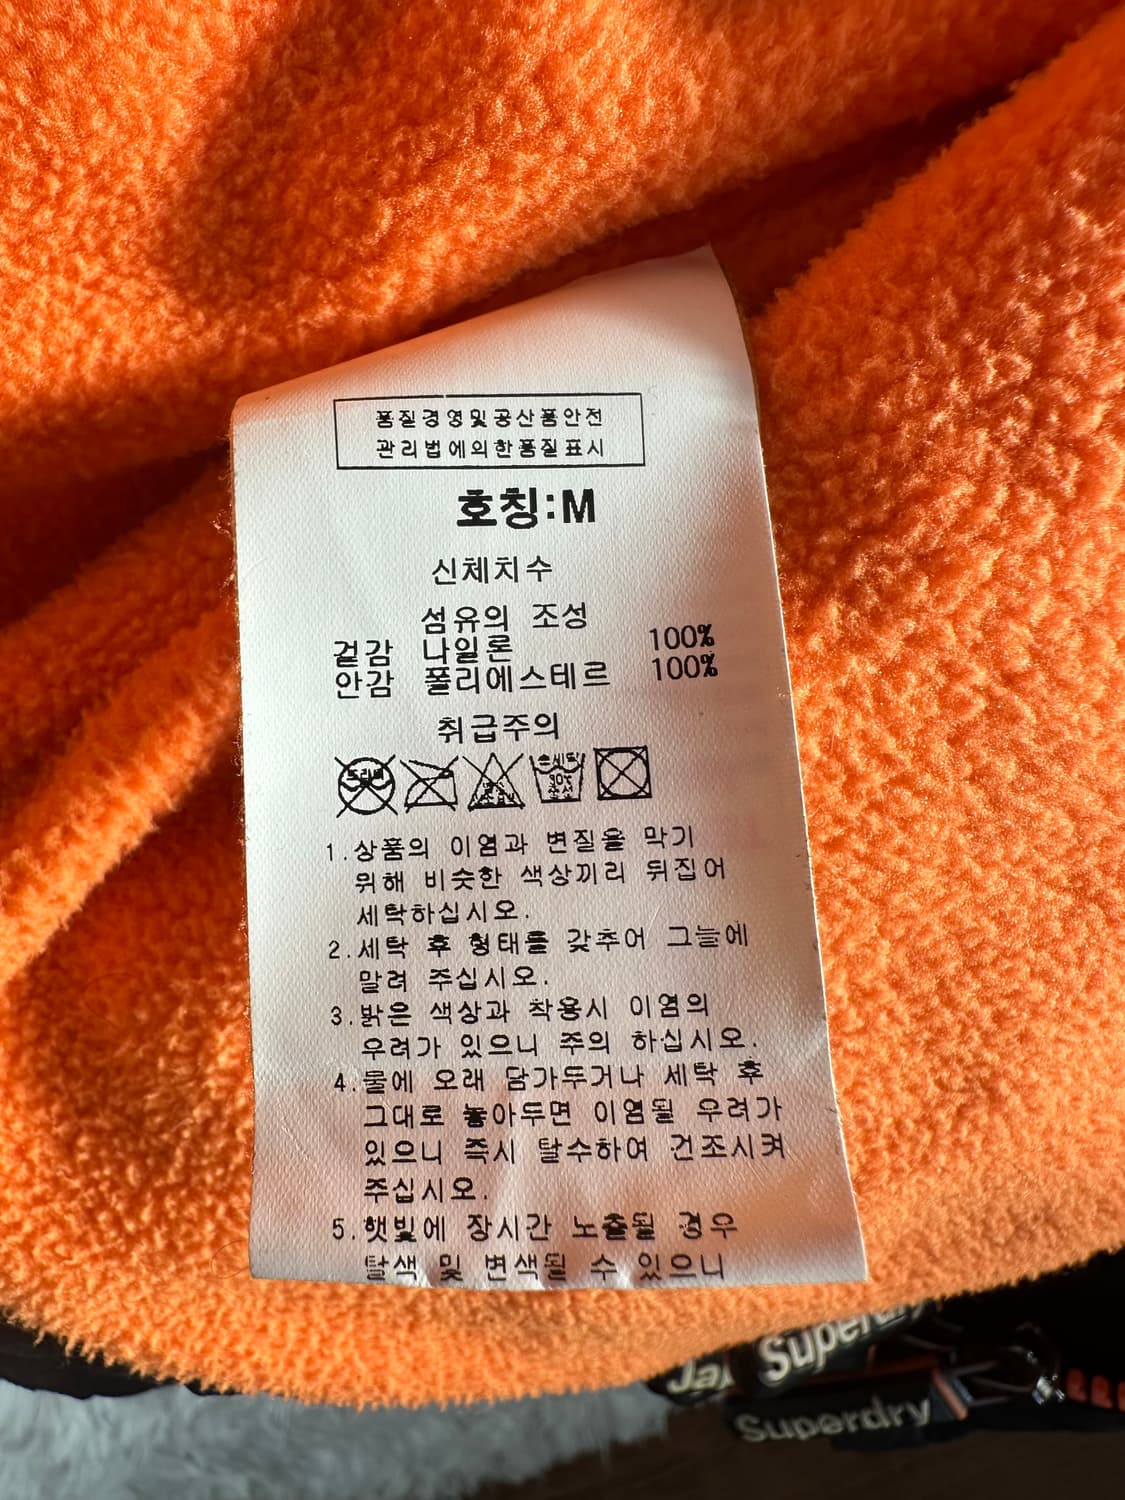 품질경영및공산품안전
관리법에의한품질표시
호칭:M
신체치수
섬유의 조성
겉감 나일론 100%
안감 폴리에스테르 100%
취급주의
드라이
손세탁
30℃
중성
1.상품의 이염과 변질을 막기
위해 비슷한 색상끼리 뒤집어
세탁하십시오.
2.세탁 후 형태를 갖추어 그늘에
말려 주십시오.
3.밝은 색상과 착용시 이염의
우려가 있으니 주의 하십시오.
4.물에 오래 담가두거나 세탁 후
그대로 놓아두면 이염될 우려가
있으니 즉시 탈수하여 건조시켜
주십시오.
5.햇빛에 장시간 노출될 경우
탈색 및 변색될 수 있으니
Superdry
Superdry